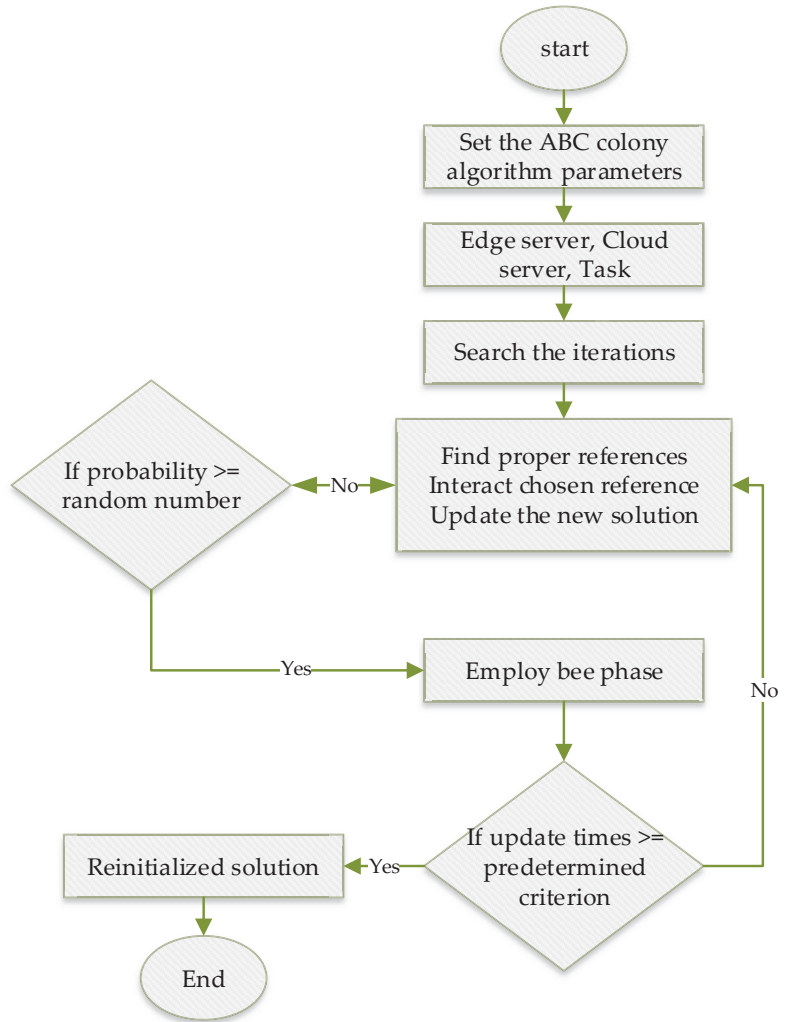 start
Set the ABC colony
algorithm parameters
Edge server, Cloud
server, Task
Search the iterations
Find proper references
Interact chosen reference
Update the new solution
If probability >=
random number
No
Yes
Employ bee phase
No
If update times >=
predetermined
criterion
Yes
Reinitialized solution
End